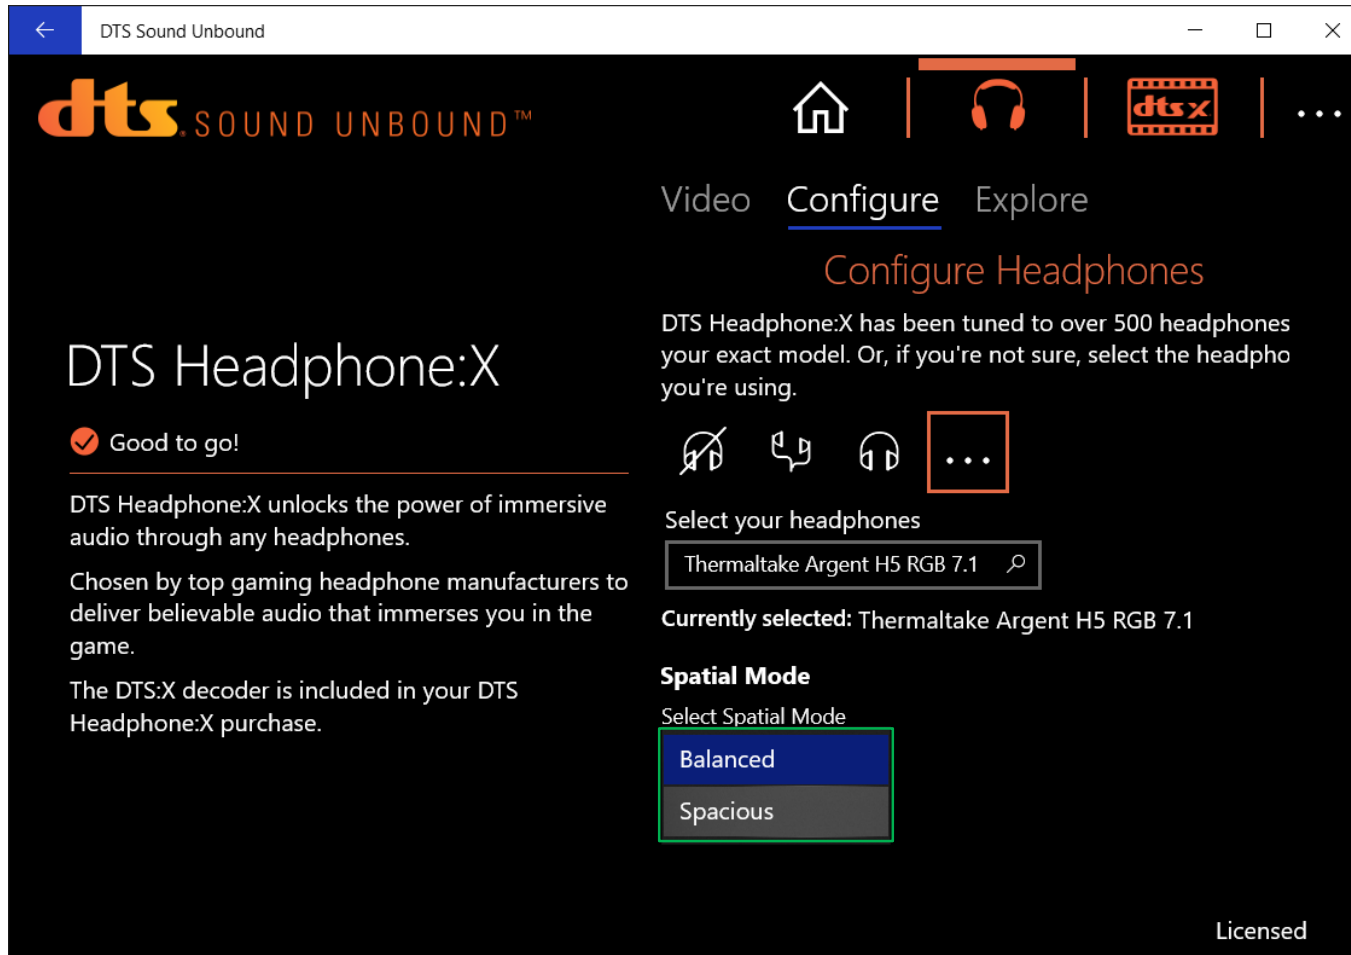 DTS Sound Unbound
dts SOUND UNBOUND™
dtsx
Video Configure Explore
Configure Headphones
DTS Headphone:X has been tuned to over 500 headphones
your exact model. Or, if you're not sure, select the headpho
you're using.
DTS Headphone:X
Good to go!
DTS Headphone:X unlocks the power of immersive
audio through any headphones.
Chosen by top gaming headphone manufacturers to
deliver believable audio that immerses you in the
game.
The DTS:X decoder is included in your DTS
Headphone:X purchase.
Select your headphones
Thermaltake Argent H5 RGB 7.1
Currently selected: Thermaltake Argent H5 RGB 7.1
Spatial Mode
Select Spatial Mode
Balanced
Spacious
Licensed